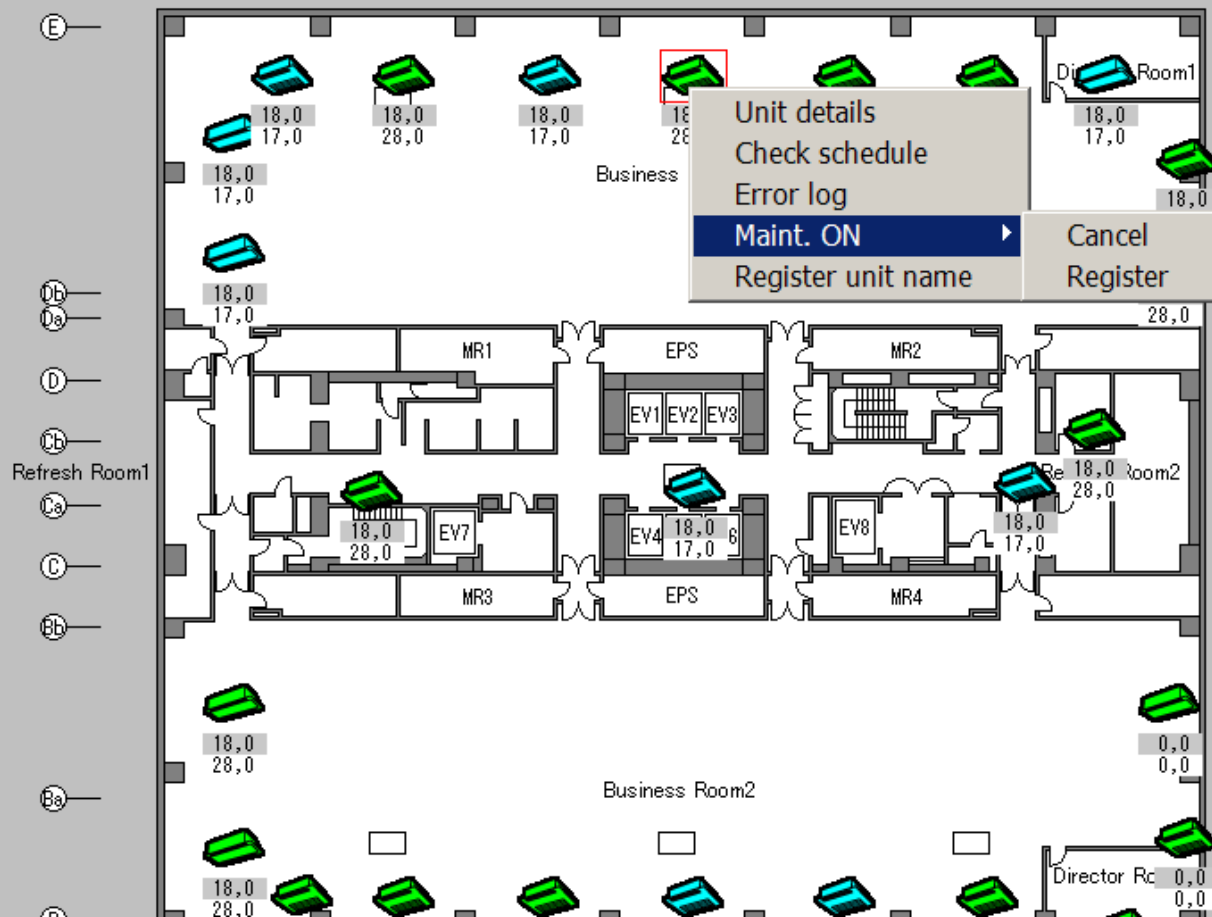 E
Di Room1
18,0
17,0
18,0
28,0
18,0
17,0
18
28
18,0
17,0
Unit details
Check schedule
Error log
Maint. ON
Register unit name
Cancel
Register
18,0
17,0
Business
18,0
18,0
17,0
Db
Da
28,0
MR1
EPS
MR2
D
EV1
EV2
EV3
Cb
Refresh Room1
Re Room2
18,0
28,0
Ca
18,0
28,0
EV7
EV4
18,0
17,0
6
EV8
18,0
17,0
C
MR3
EPS
MR4
Bb
18,0
28,0
0,0
0,0
Business Room2
Ba
Director Ro
18,0
28,0
0,0
0,0